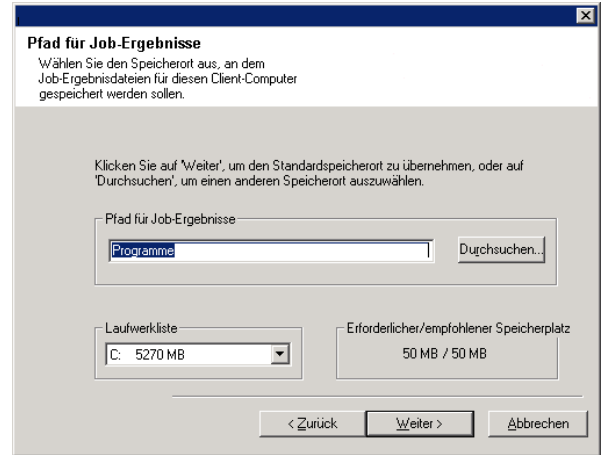 Pfad für Job-Ergebnisse
Wählen Sie den Speicherort aus, an dem
Job-Ergebnisdateien für diesen Client-Computer
gespeichert werden sollen.
Klicken Sie auf 'Weiter', um den Standardspeicherort zu übernehmen, oder auf
'Durchsuchen', um einen anderen Speicherort auszuwählen.
Pfad für Job-Ergebnisse
Programme
Durchsuchen...
Laufwerkliste
C: 5270 MB
Erforderlicher/empfohlener Speicherplatz
50 MB / 50 MB
< Zurück
Weiter >
Abbrechen